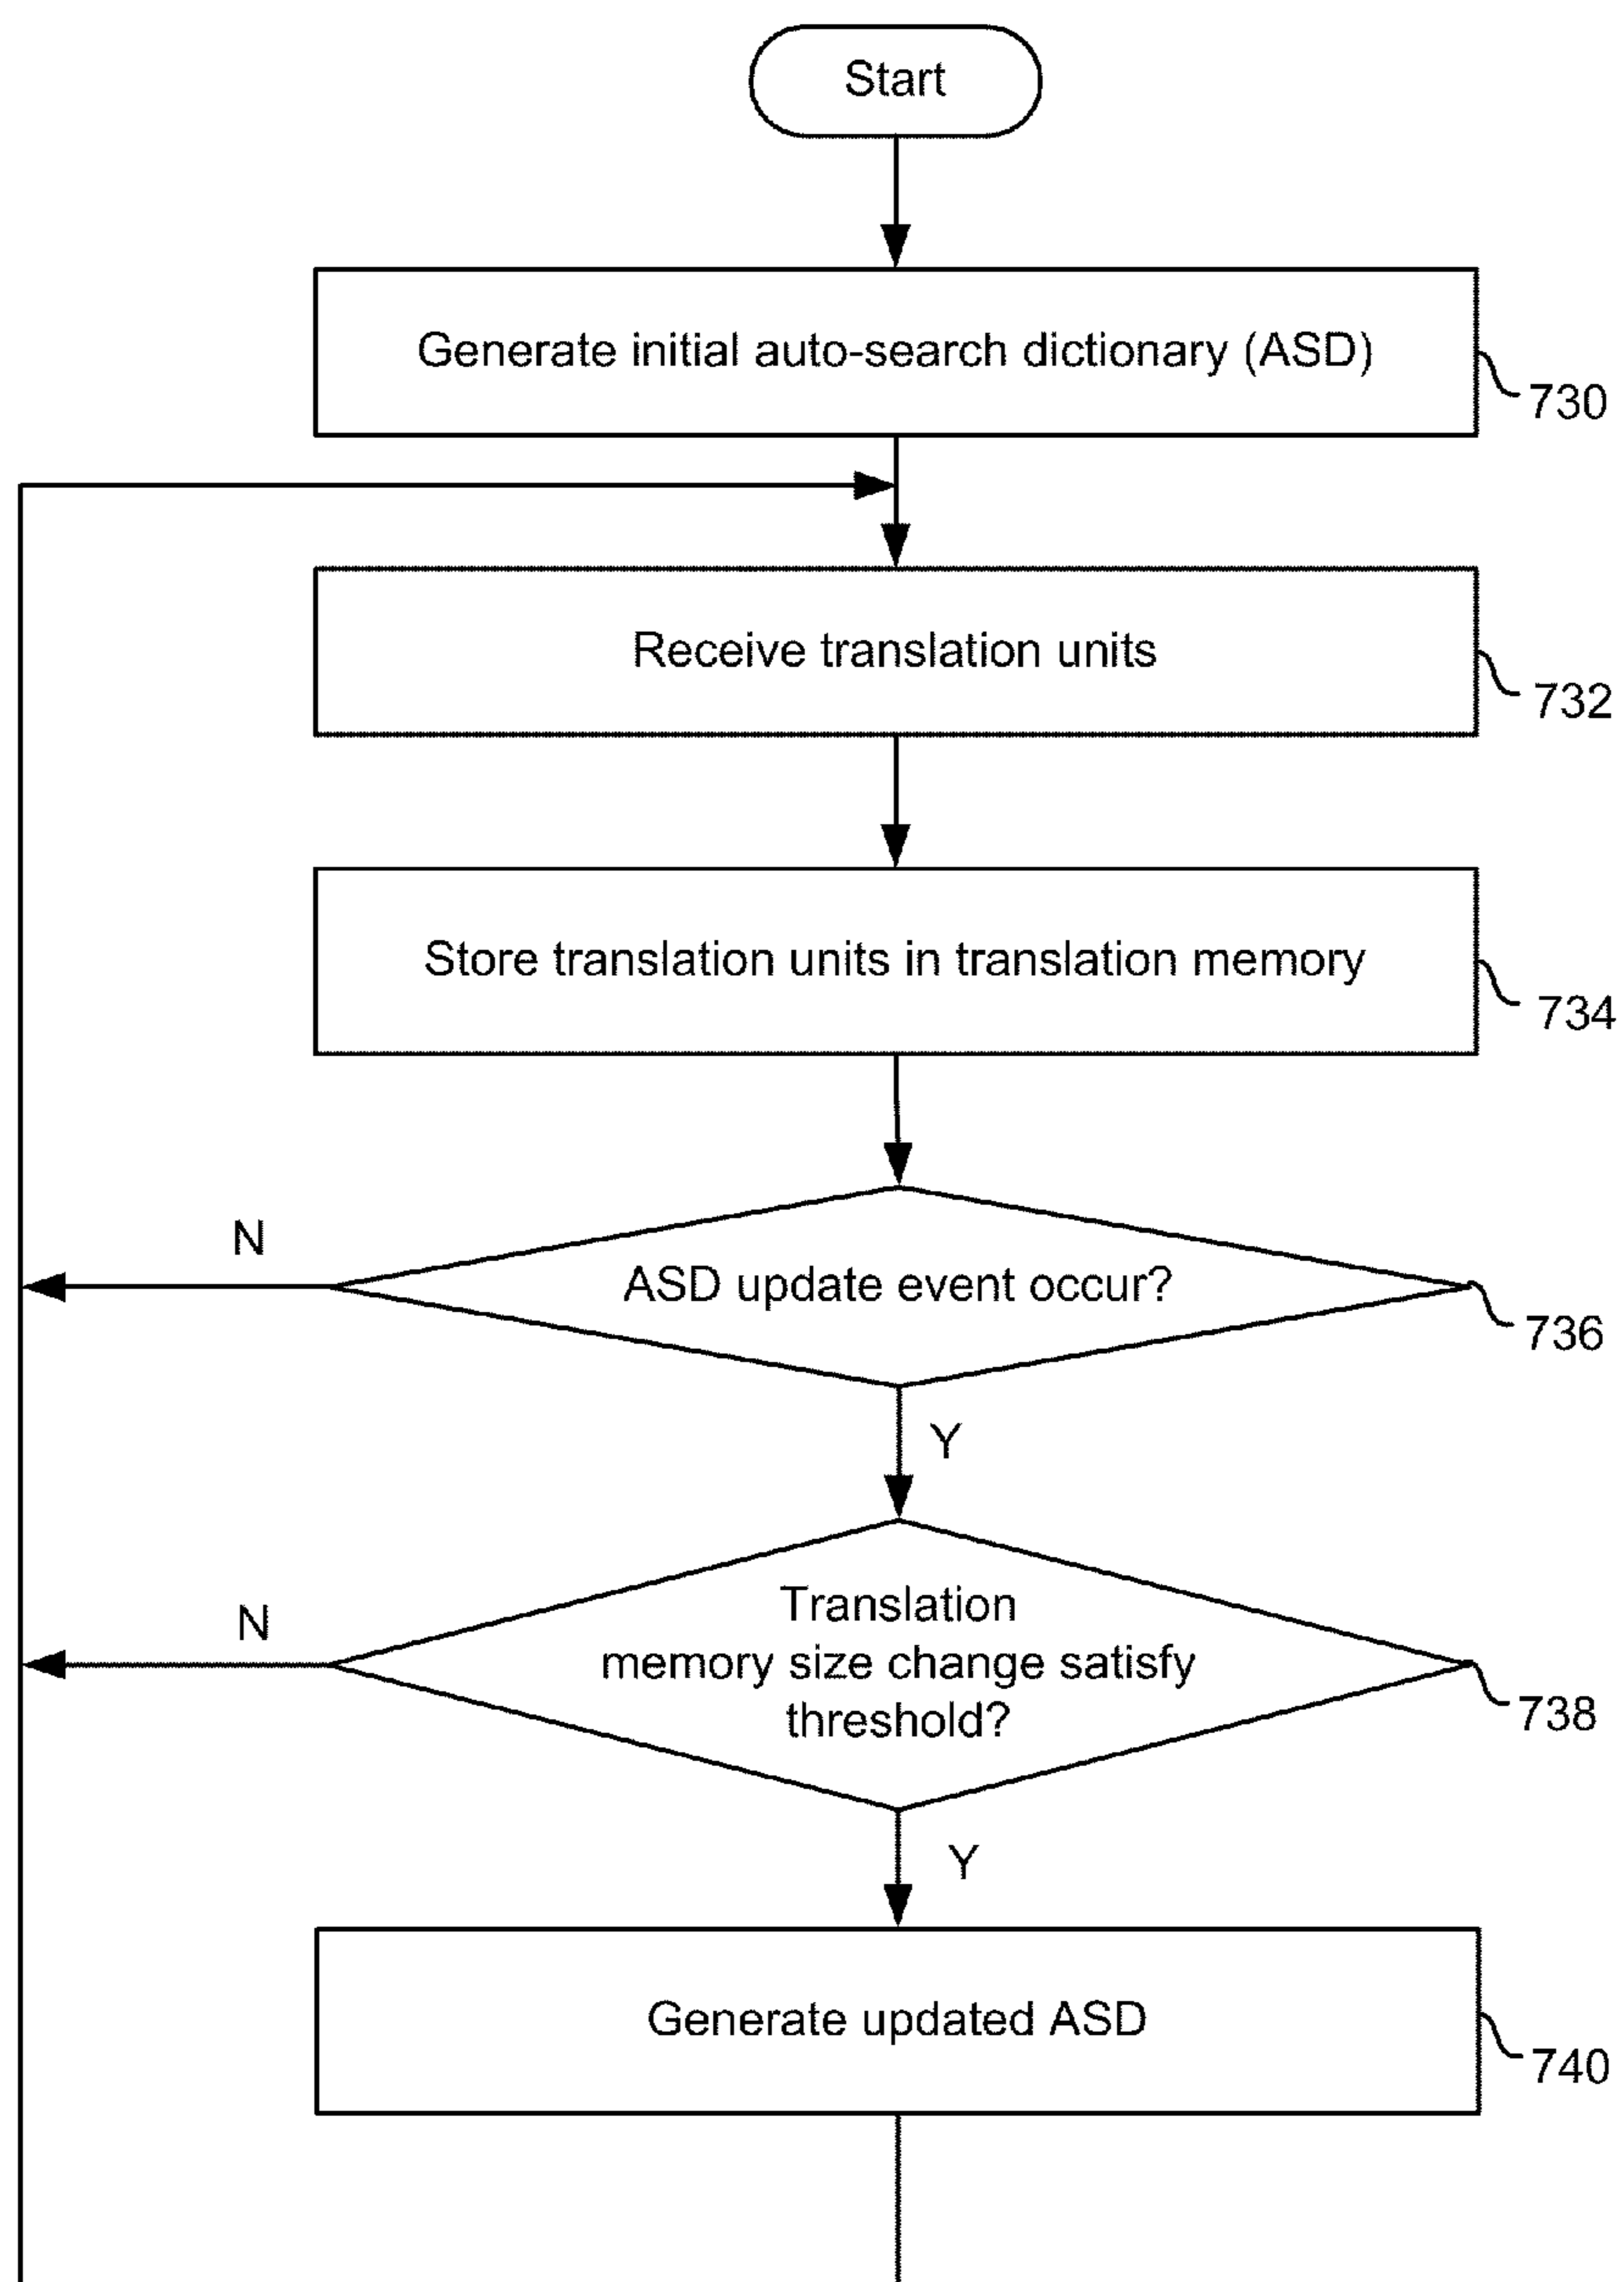 Start
Generate initial auto-search dictionary (ASD)
730
Receive translation units
732
Store translation units in translation memory
734
N
ASD update event occur?
736
Y
N
Translation
memory size change satisfy
threshold?
738
Y
Generate updated ASD
740